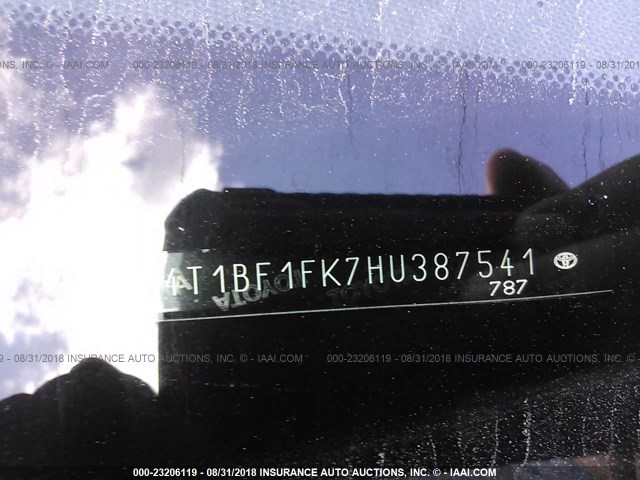 ONS, INC. © - IAAI.COM 000-23206119 - 08/31/2018 INSURANCE AUTO AUCTIONS, INC. © - IAAI.COM 000-23206119 - 08/31/2018
4T1BF1FK7HU387541
TOYOTA
787
9 - 08/31/2018 INSURANCE AUTO AUCTIONS, INC. © - IAAI.COM 000-23206119 - 08/31/2018 INSURANCE AUTO AUCTIONS, INC
000-23206119 - 08/31/2018 INSURANCE AUTO AUCTIONS, INC. © - IAAI.COM